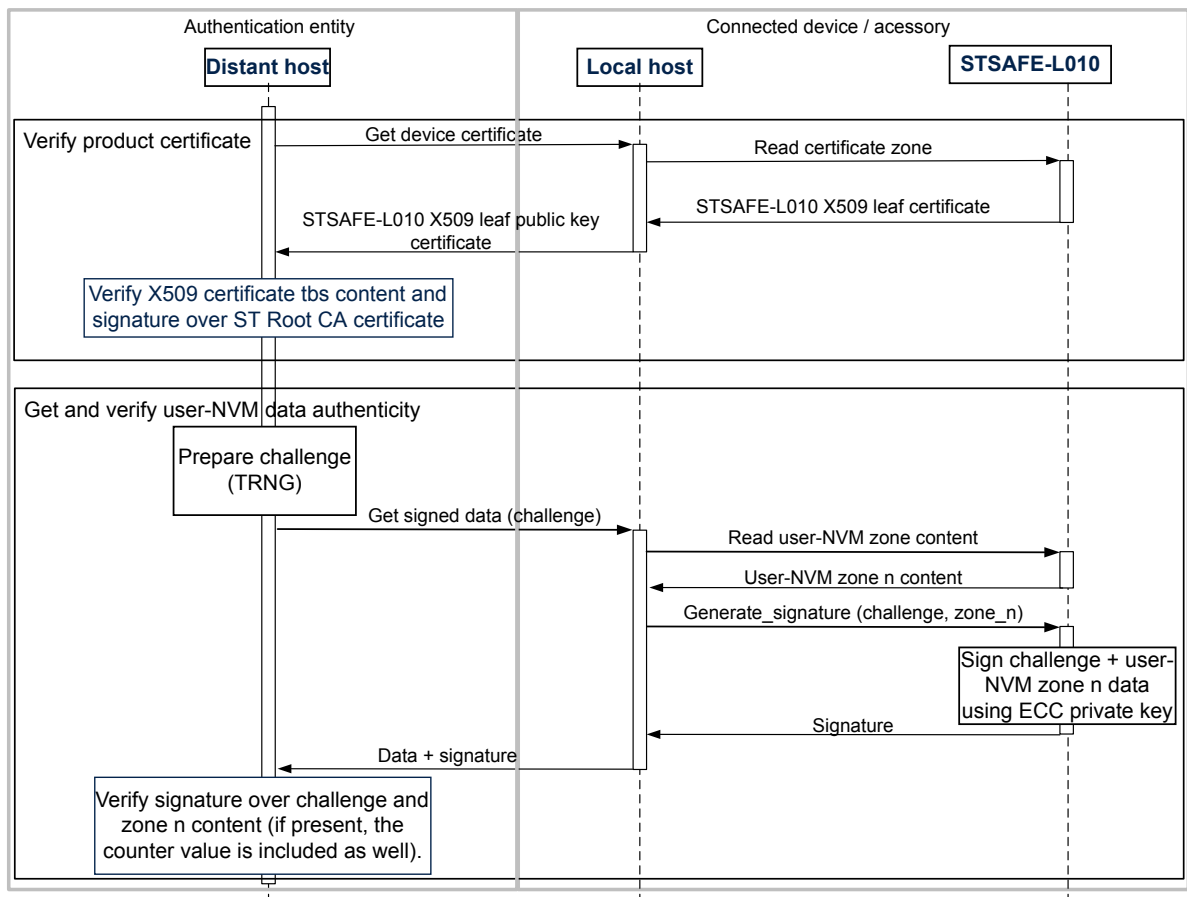 Authentication entity
Connected device / acessory
Distant host
Local host
STSAFE-L010
Verify product certificate
Get device certificate
Read certificate zone
STSAFE-L010 X509 leaf certificate
STSAFE-L010 X509 leaf public key
certificate
Verify X509 certificate tbs content and
signature over ST Root CA certificate
Get and verify user-NVM data authenticity
Prepare challenge
(TRNG)
Get signed data (challenge)
Read user-NVM zone content
User-NVM zone n content
Generate_signature (challenge, zone_n)
Sign challenge + user-
NVM zone n data
using ECC private key
Signature
Data + signature
Verify signature over challenge and
zone n content (if present, the
counter value is included as well).